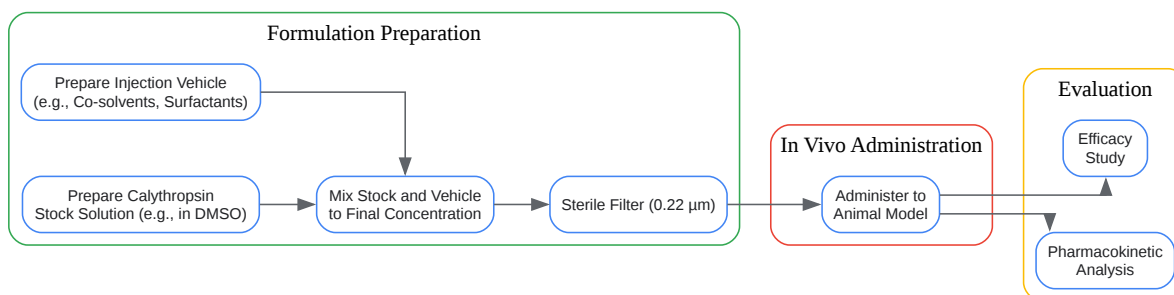 Formulation Preparation
Prepare Injection Vehicle
(e.g., Co-solvents, Surfactants)
Prepare Calythropsin
Stock Solution (e.g., in DMSO)
Mix Stock and Vehicle
to Final Concentration
Sterile Filter (0.22 µm)
In Vivo Administration
Administer to
Animal Model
Evaluation
Efficacy
Study
Pharmacokinetic
Analysis